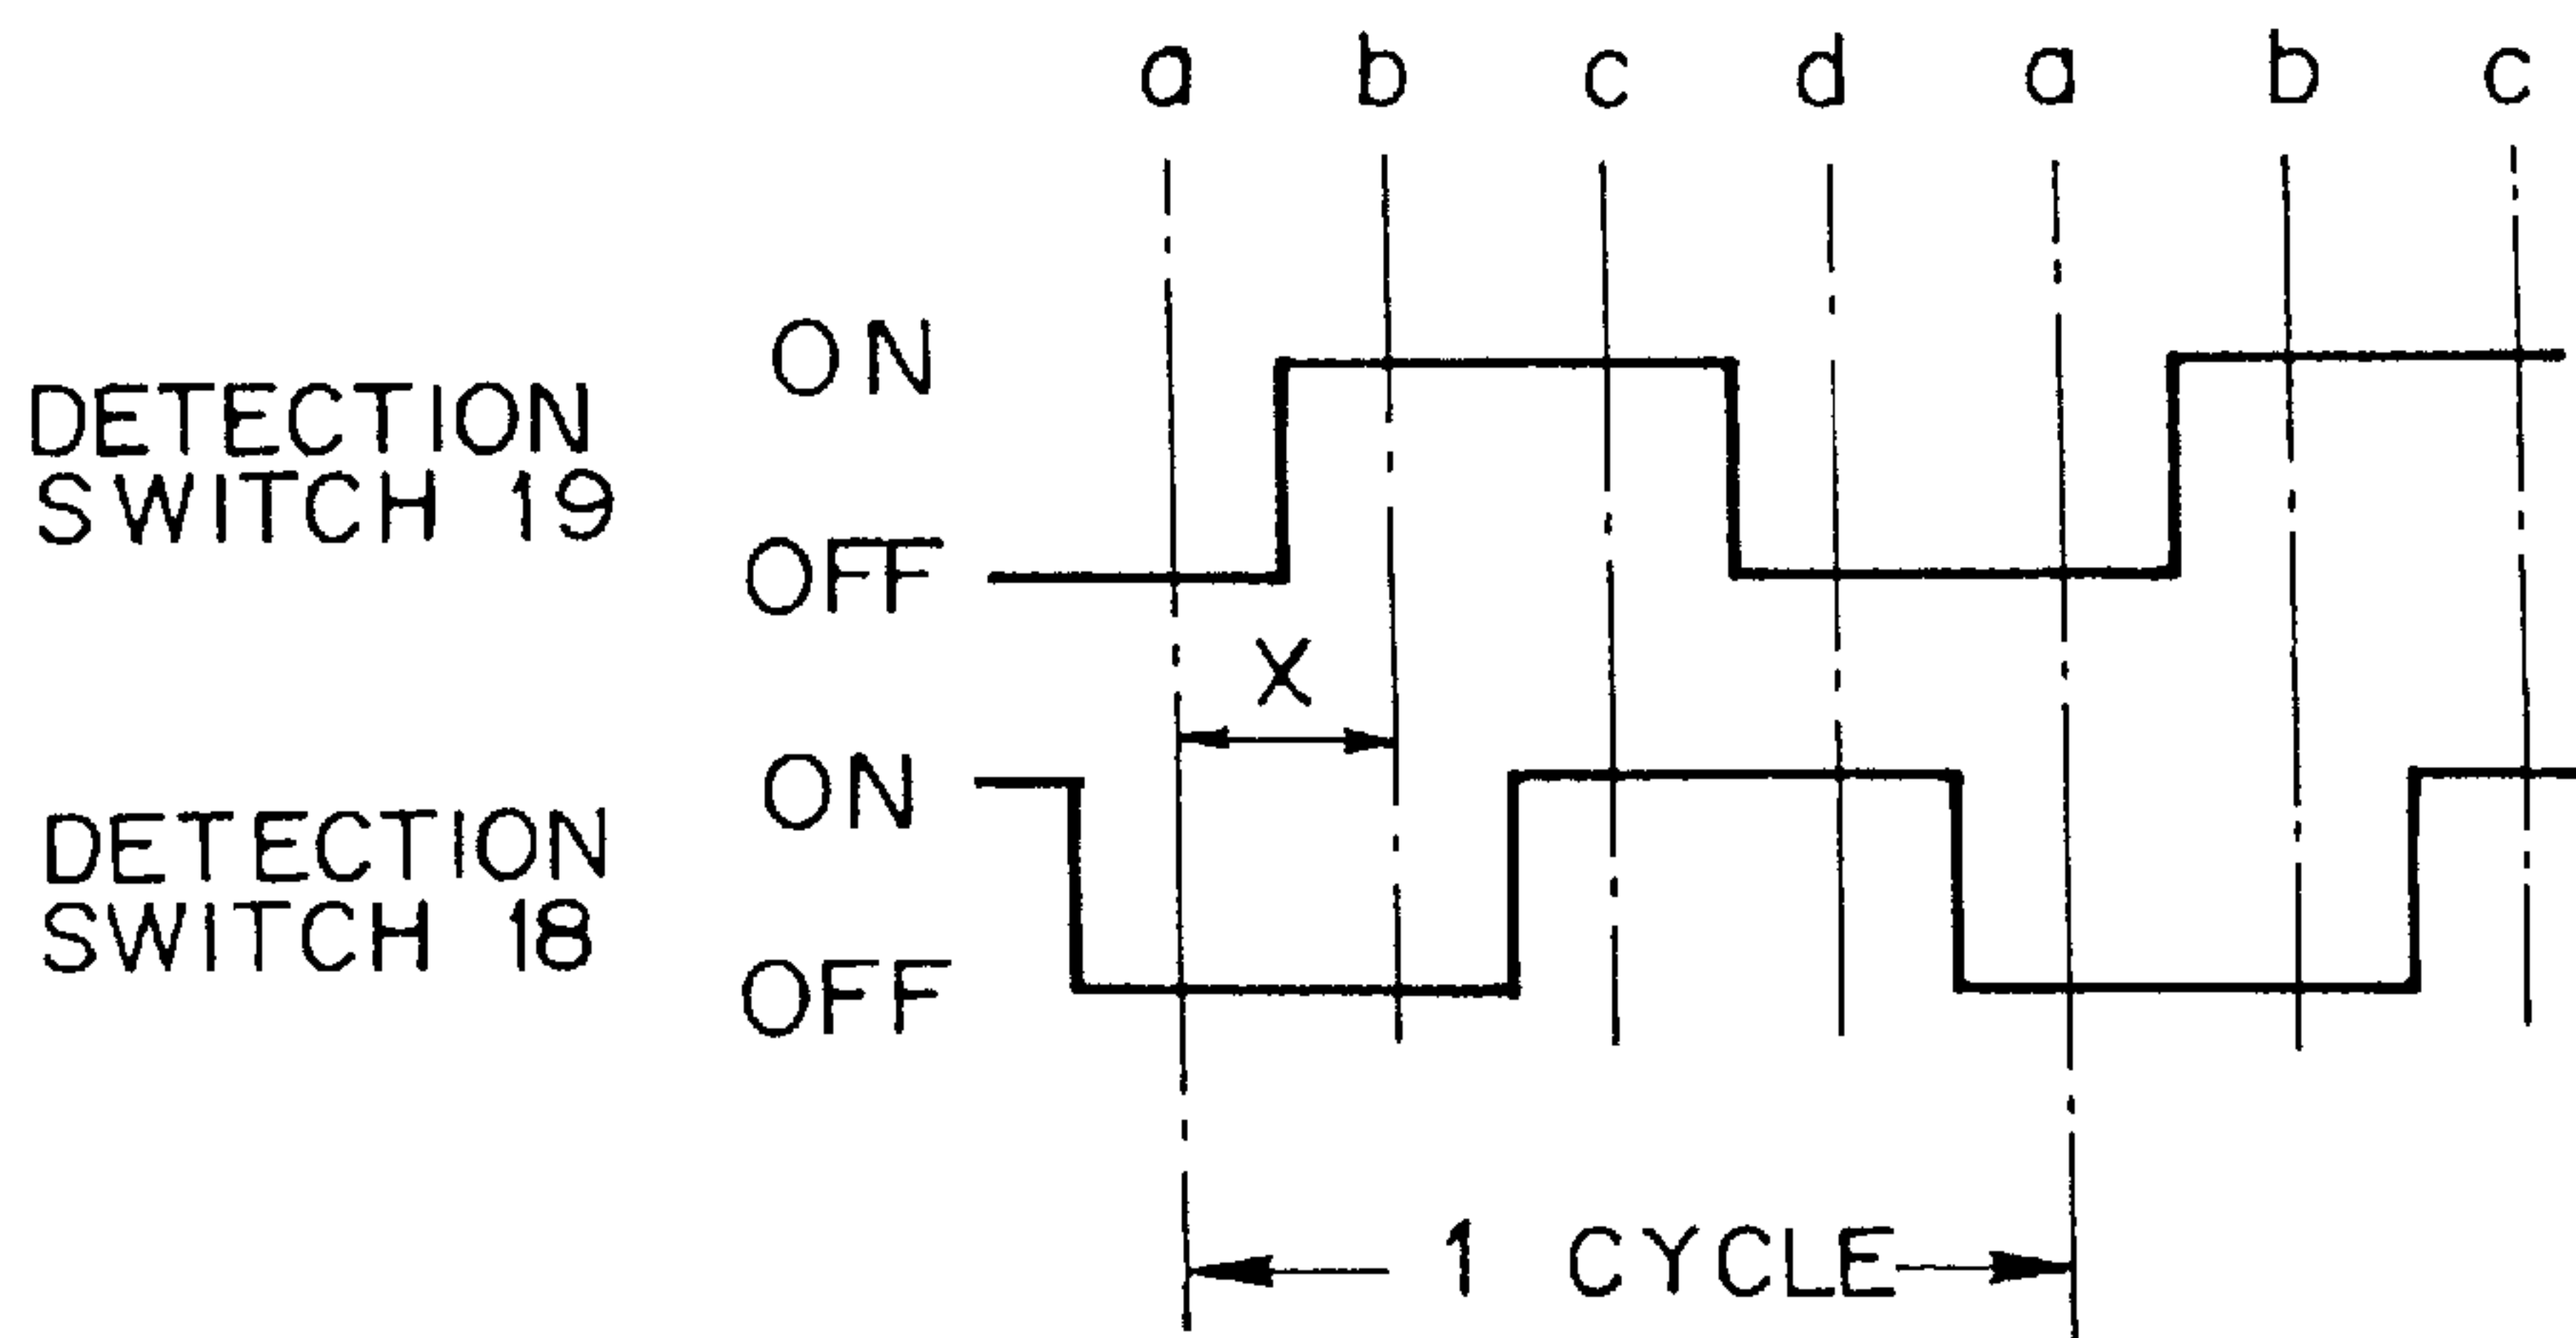 a b c d a b c
ON
DETECTION
SWITCH 19
OFF
X
ON
DETECTION
SWITCH 18
OFF
1 CYCLE